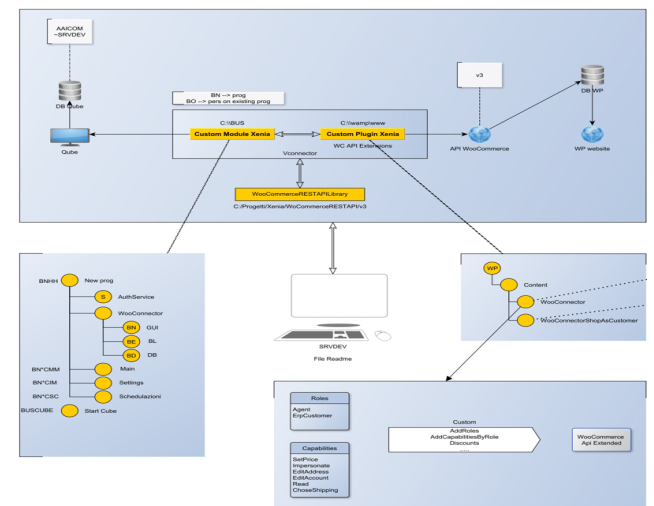 AAICOM
~SRVDEV
DB Qube
Qube
BN --> prog
BO --> pers on existing prog
C:\\BUS
Custom Module Xenia
C:\\wamp\www
Custom Plugin Xenia
WC API Extensions
Vconnector
v3
API WooCommerce
DB WP
WP website
WooCommerceRESTAPILibrary
C:/Progetti/Xenia/WoCommerceRESTAPI/v3
BNHH
New prog
S
AuthService
WooConnector
BN
GUI
BE
BL
BD
DB
BN*CMM
Main
BN*CIM
Settings
BN*CSC
Schedulazioni
BUSCUBE
Start Cube
SRVDEV
File Readme
WP
Content
WooConnector
WooConnectorShopAsCustomer
Roles
Agent
ErpCustomer
Capabilities
SetPrice
Impersonate
EditAddress
EditAccount
Read
ChoseShipping
Custom
AddRoles
AddCapabilitiesByRole
Discounts
.....
WooCommerce
Api Extended